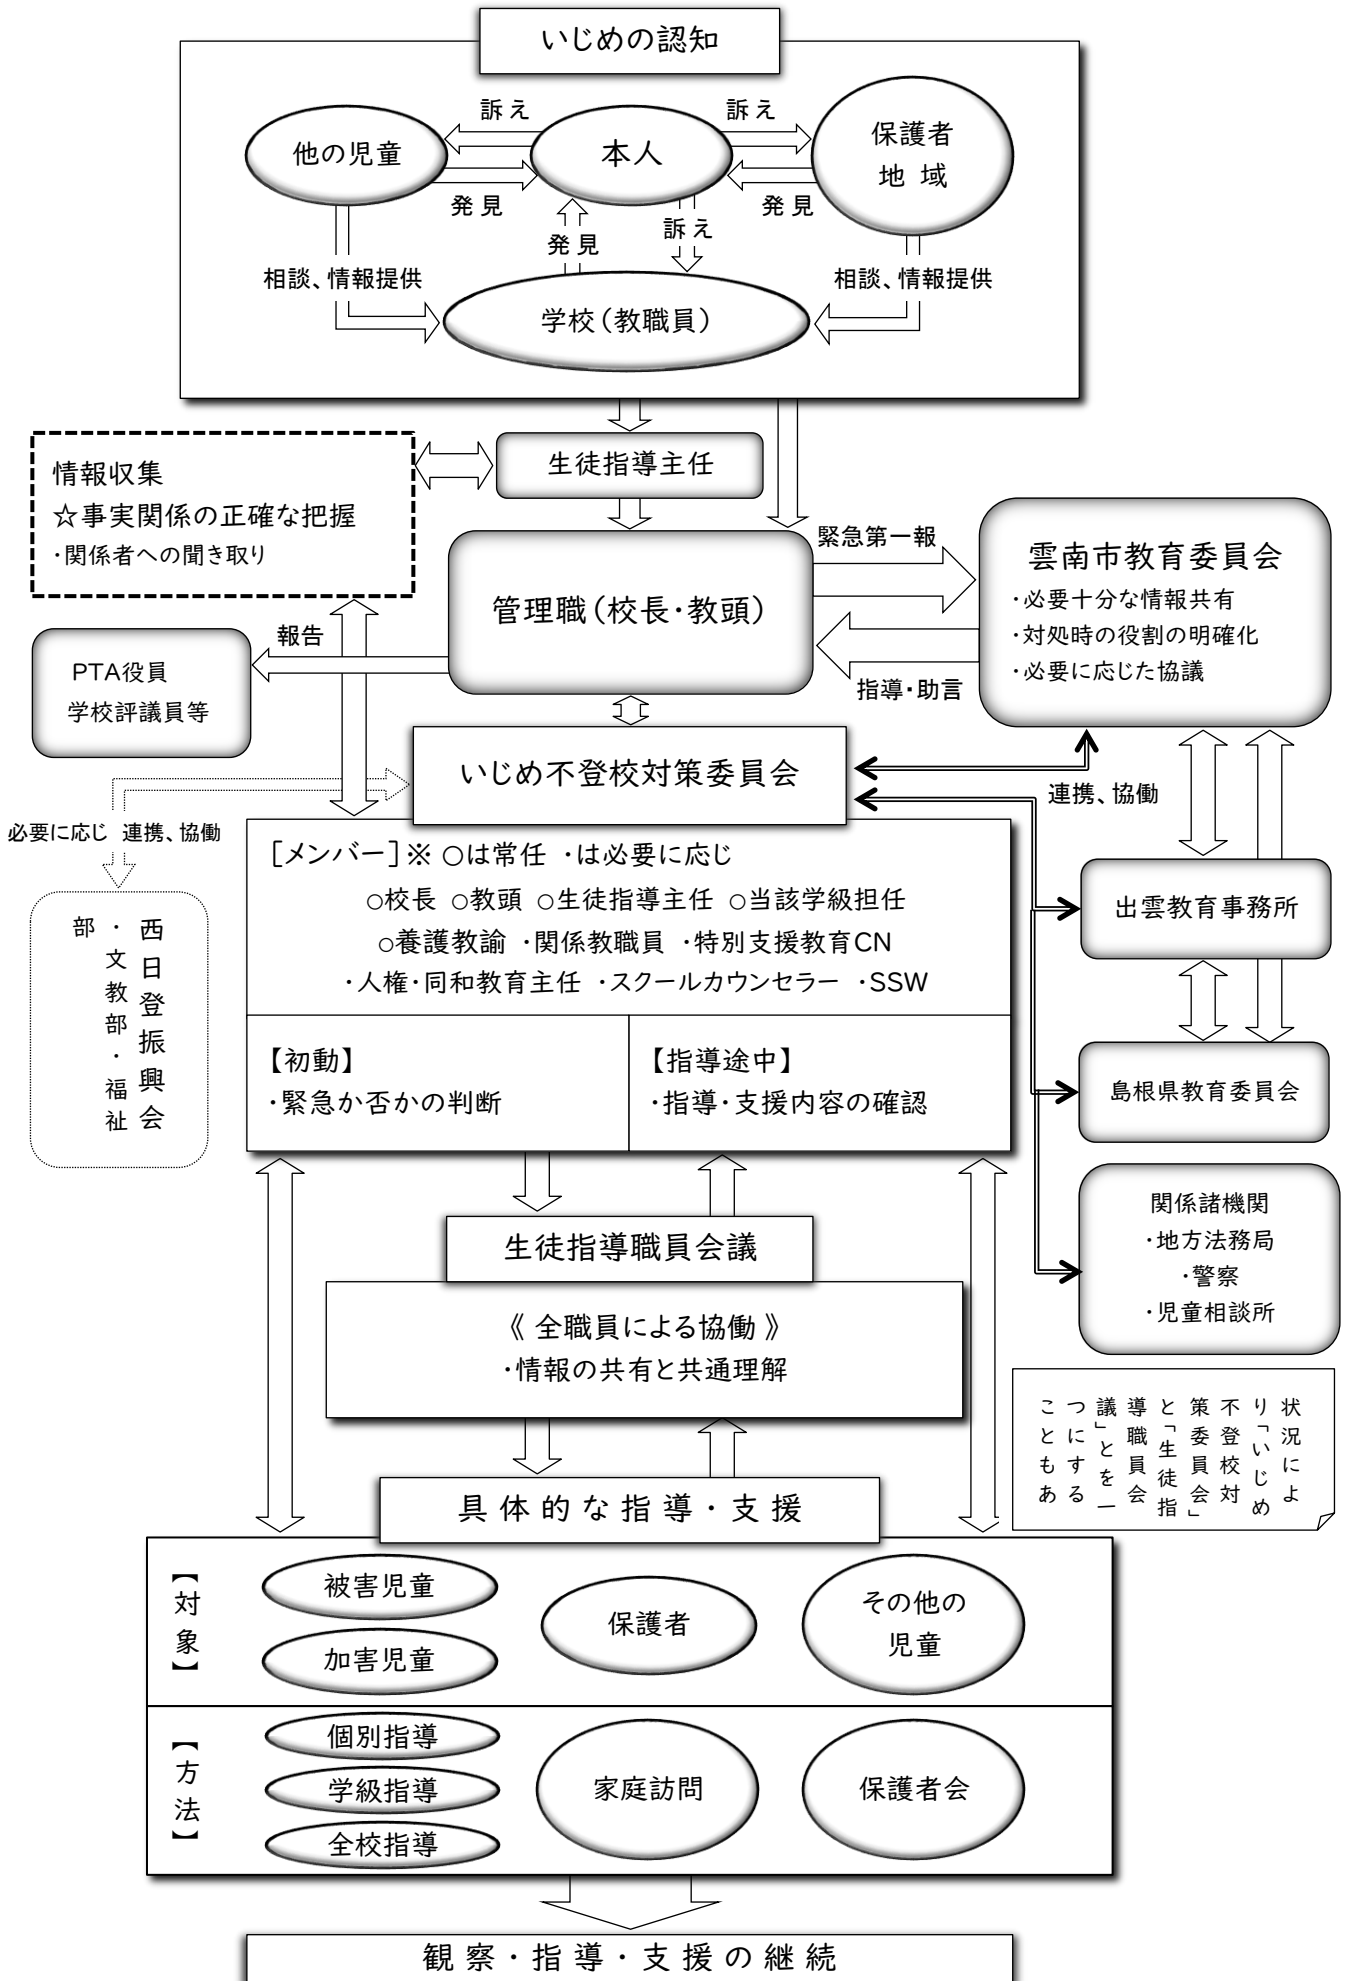 いじめの認知
訴え
訴え
他の児童
本人
保護者
地 域
発見
発見
発見
訴え
相談、情報提供
相談、情報提供
学校（教職員）
情報収集
☆事実関係の正確な把握
・関係者への聞き取り
生徒指導主任
緊急第一報
管理職（校長・教頭）
雲南市教育委員会
・必要十分な情報共有
・対処時の役割の明確化
・必要に応じた協議
指導・助言
報告
PTA役員
学校評議員等
いじめ不登校対策委員会
連携、協働
必要に応じ 連携、協働
西日登振興会
・文教部・福祉
部
［メンバー］※ ○は常任 ・は必要に応じ
○校長 ○教頭 ○生徒指導主任 ○当該学級担任
○養護教諭 ・関係教職員 ・特別支援教育CN
・人権・同和教育主任 ・スクールカウンセラー ・SSW
【初動】
・緊急か否かの判断
【指導途中】
・指導・支援内容の確認
出雲教育事務所
島根県教育委員会
関係諸機関
・地方法務局
・警察
・児童相談所
生徒指導職員会議
《 全職員による協働 》
・情報の共有と共通理解
状況によ
り「いじめ
不登校対
策委員会」
と「生徒指
導職員会
議」とを一
つにする
こともあ
具体的な指導・支援
【対象】
被害児童
加害児童
保護者
その他の
児童
【方法】
個別指導
学級指導
全校指導
家庭訪問
保護者会
観察・指導・支援の継続